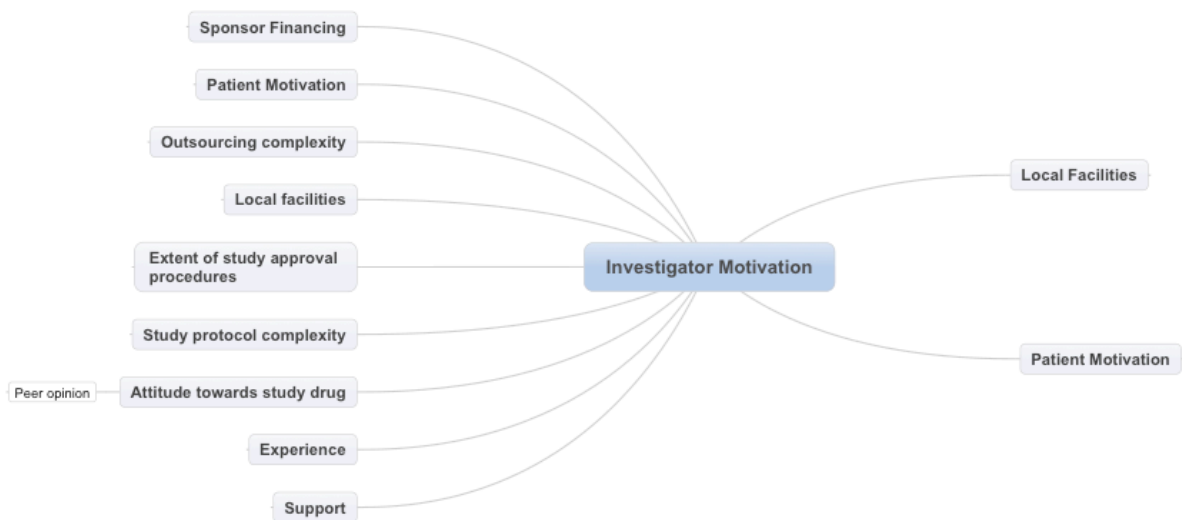 Sponsor Financing
Patient Motivation
Outsourcing complexity
Local facilities
Extent of study approval
procedures
Study protocol complexity
Peer opinion
Attitude towards study drug
Experience
Support
Investigator Motivation
Local Facilities
Patient Motivation